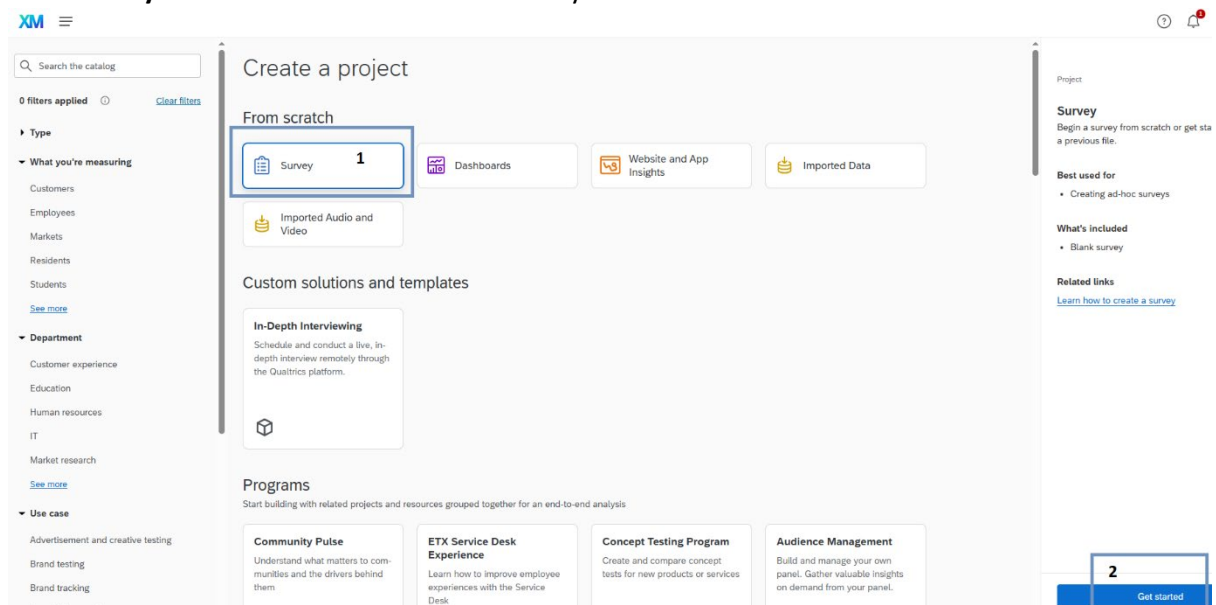 XM
1
Search the catalog
0 filters applied
Clear filters
Type
What you're measuring
Customers
Employees
Markets
Residents
Students
See more
Department
Customer experience
Education
Human resources
IT
Market research
See more
Use case
Advertisement and creative testing
Brand testing
Brand tracking
Create a project
From scratch
Survey
1
Dashboards
Website and App
Insights
Imported Data
Imported Audio and
Video
Custom solutions and templates
In-Depth Interviewing
Schedule and conduct a live, in-
depth interview remotely through
the Qualtrics platform.
Programs
Start building with related projects and resources grouped together for an end-to-end analysis
Community Pulse
Understand what matters to com-
munities and the drivers behind
them
ETX Service Desk
Experience
Learn how to improve employee
experiences with the Service
Desk
Concept Testing Program
Create and compare concept
tests for new products or services
Audience Management
Build and manage your own
panel. Gather valuable insights
on demand from your panel.
Project
Survey
Begin a survey from scratch or get sta
a previous file.
Best used for
• Creating ad-hoc surveys
What's included
• Blank survey
Related links
Learn how to create a survey
2
Get started